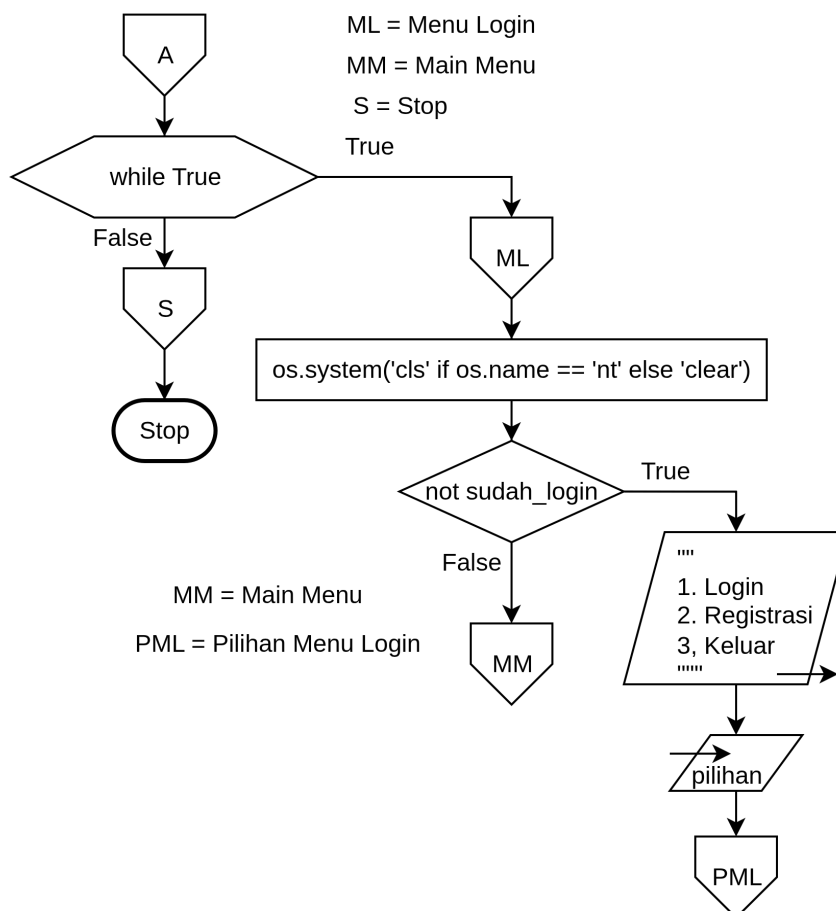 A
ML = Menu Login
MM = Main Menu
S = Stop
True
while True
False
ML
S
os.system('cls' if os.name == 'nt' else 'clear')
Stop
True
not sudah_login
""
1. Login
2. Registrasi
3, Keluar
"""
False
MM = Main Menu
PML = Pilihan Menu Login
MM
pilihan
PML